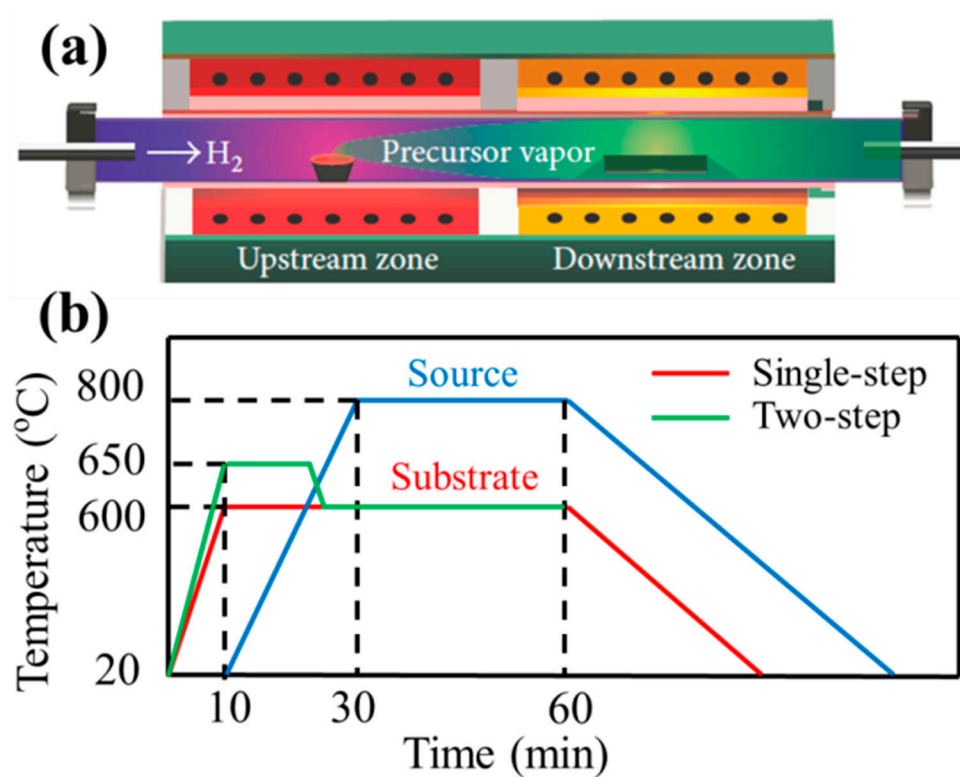 (a)
H2
Precursor vapor
Upstream zone
Downstream zone
(b)
Temperature (ºC)
800
650
600
20
Source
Substrate
Single-step
Two-step
10
30
60
Time (min)